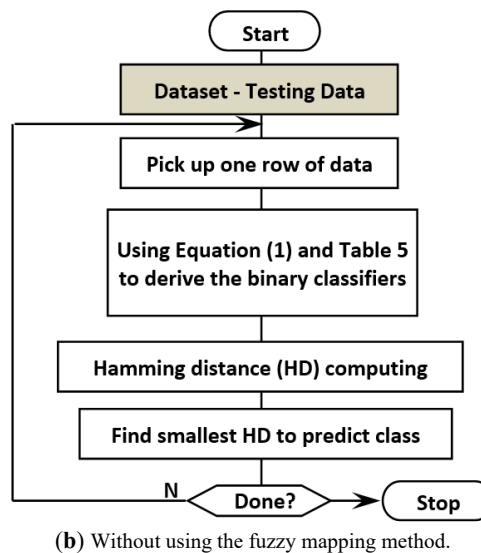 Start
Dataset - Testing Data
Pick up one row of data
Using Equation (1) and Table 5
to derive the binary classifiers
Hamming distance (HD) computing
Find smallest HD to predict class
N
Done?
Stop
(b) Without using the fuzzy mapping method.